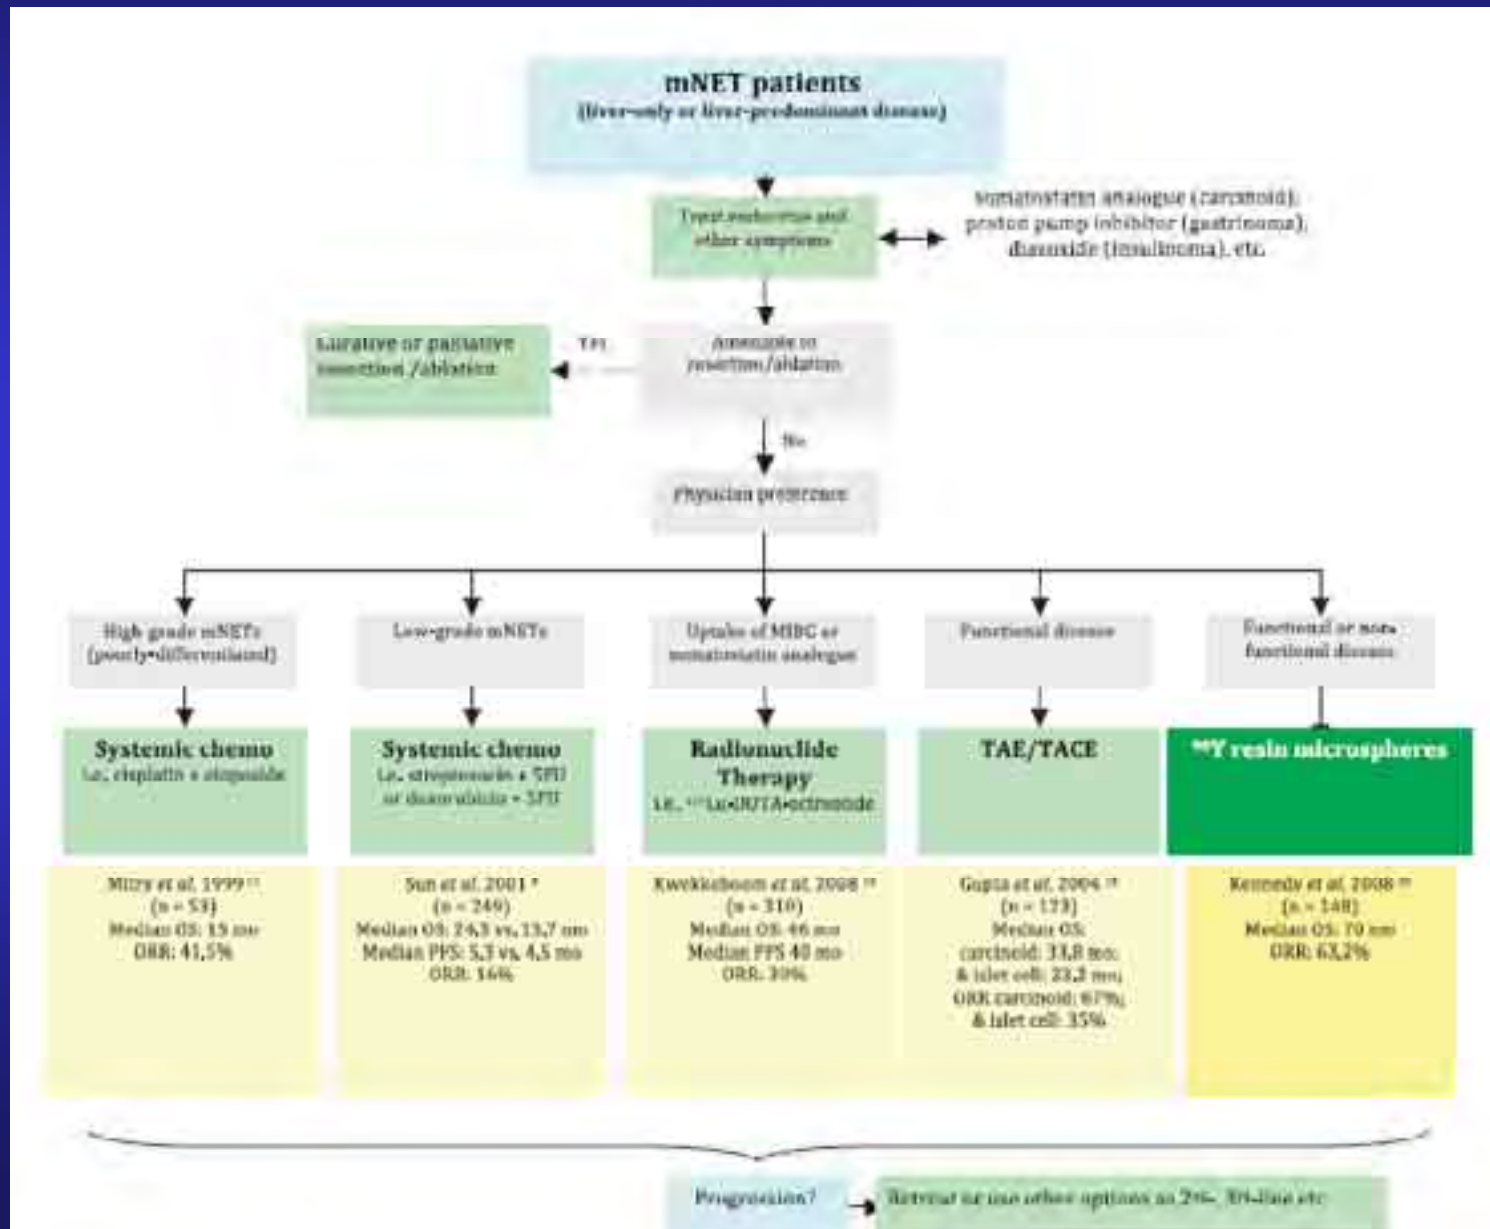 mNET patients
(liver-only or liver-predominant disease)
Treat endocrine and
other symptoms
somatostatin analogue (carcinoid),
proton pump inhibitor (gastrinoma),
diazoxide (insulinoma), etc.
Curative or palliative
resection /ablation
Yes
Amenable to
resection/ablation
No
Physician preference
High grade mNETs
(poorly-differentiated)
Low-grade mNETs
Uptake of MIBG or
somatostatin analogue
Functional disease
Functional or non-
functional disease
Systemic chemo
i.e., cisplatin + etoposide
Systemic chemo
i.e., streptozocin + 5FU
or doxorubicin + 5FU
Radionuclide
Therapy
i.e., octreotide
TAE/TACE
Y resin microspheres
Mitry et al. 1999
(n = 53)
Median OS: 15 mo
ORR: 41,5%
Sun et al. 2001
(n = 249)
Median OS: 24,3 vs. 15,7 mo
Median PFS: 5,3 vs. 4,5 mo
ORR: 16%
Kwekkeboom et al. 2008
(n = 310)
Median OS: 46 mo
Median PFS 40 mo
ORR: 30%
Gupta et al.
(n = 123)
Median OS:
carcinoid: 33,8 mo;
& islet cell: 23,2 mo;
ORR carcinoid: 67%;
& islet cell: 35%
Kennedy et al. 2008
(n = 148)
Median OS: 70 mo
ORR: 63,2%
Progression?
Retreat or use other options as etc